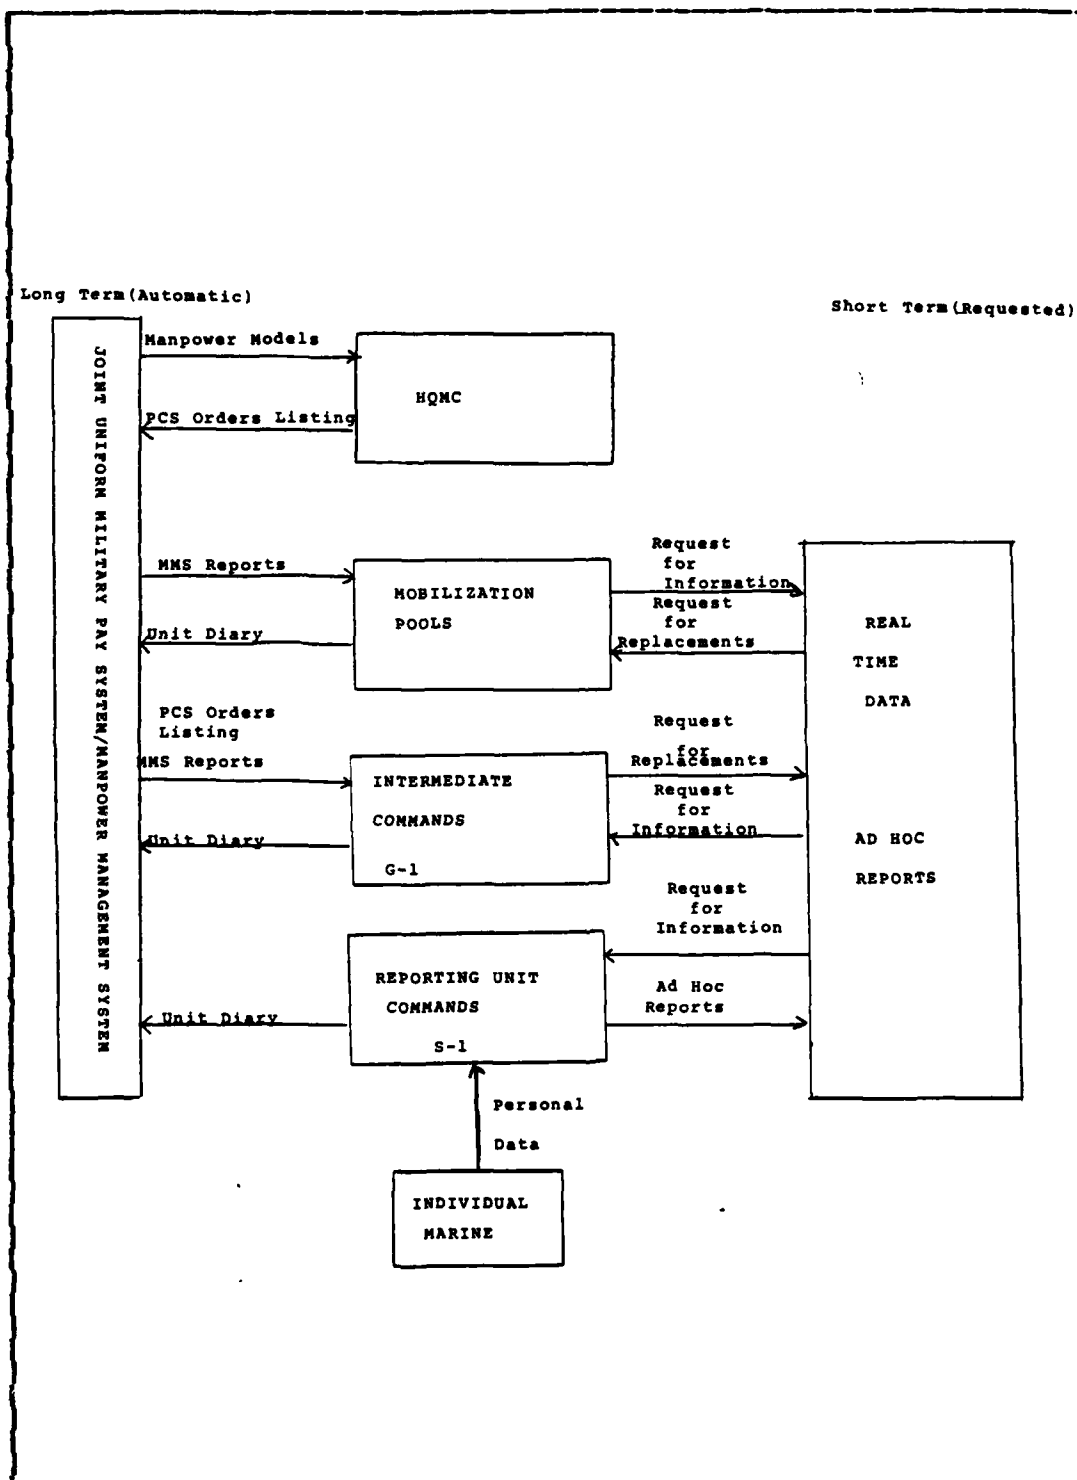 Long Term(Automatic)
Short Term(Requested)
JOINT UNIFORM MILITARY PAY SYSTEM/MANPOWER MANAGEMENT SYSTEM
Manpower Models
HQMC
PCS Orders Listing
MMS Reports
MOBILIZATION
POOLS
Unit Diary
Request
for
Information
Request
for
Replacements
REAL
TIME
DATA
PCS Orders
Listing
MMS Reports
INTERMEDIATE
COMMANDS
G-1
Unit Diary
Request
for
Replacements
Request
for
Information
AD HOC
REPORTS
Request
for
Information
REPORTING UNIT
COMMANDS
S-1
Unit Diary
Ad Hoc
Reports
Personal
Data
INDIVIDUAL
MARINE